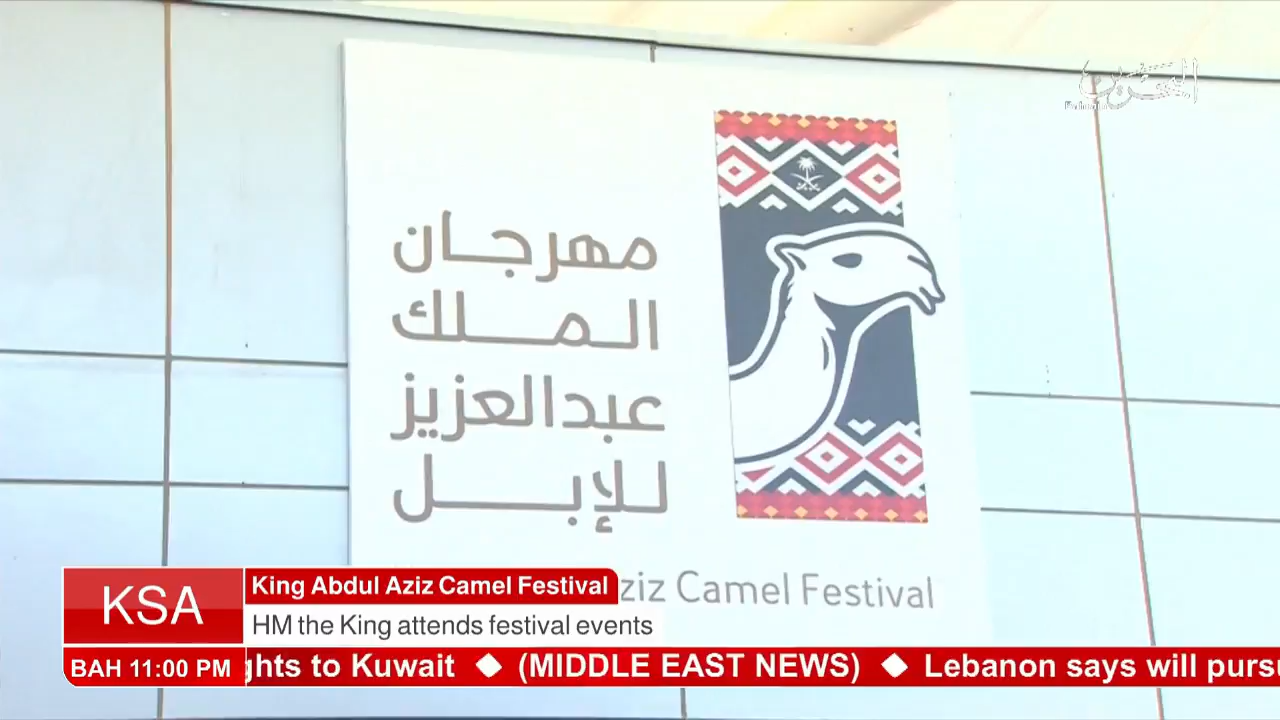 البحرين
مهرجان
الملك
عبدالعزيز
للإبل
ziz Camel Festival
KSA
King Abdul Aziz Camel Festival
HM the King attends festival events
BAH 11:00 PM
ghts to Kuwait ◆ (MIDDLE EAST NEWS) ◆ Lebanon says will pursu